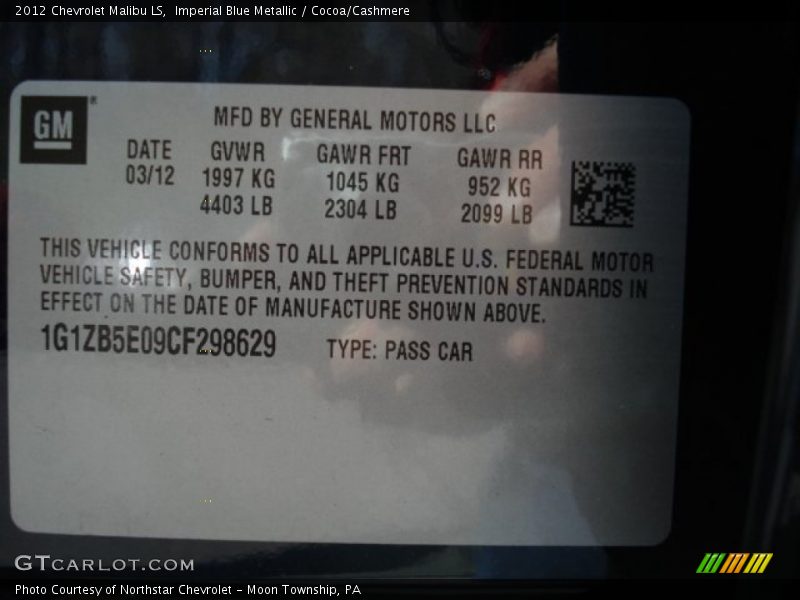 2012 Chevrolet Malibu LS,  Imperial Blue Metallic / Cocoa/Cashmere
GM®
MFD BY GENERAL MOTORS LLC
DATE GVWR GAWR FRT GAWR RR
03/12 1997 KG 1045 KG 952 KG
4403 LB 2304 LB 2099 LB
THIS VEHICLE CONFORMS TO ALL APPLICABLE U.S. FEDERAL MOTOR
VEHICLE SAFETY, BUMPER, AND THEFT PREVENTION STANDARDS IN
EFFECT ON THE DATE OF MANUFACTURE SHOWN ABOVE.
1G1ZB5E09CF298629 TYPE: PASS CAR
GTCARLOT.COM
Photo Courtesy of Northstar Chevrolet - Moon Township, PA